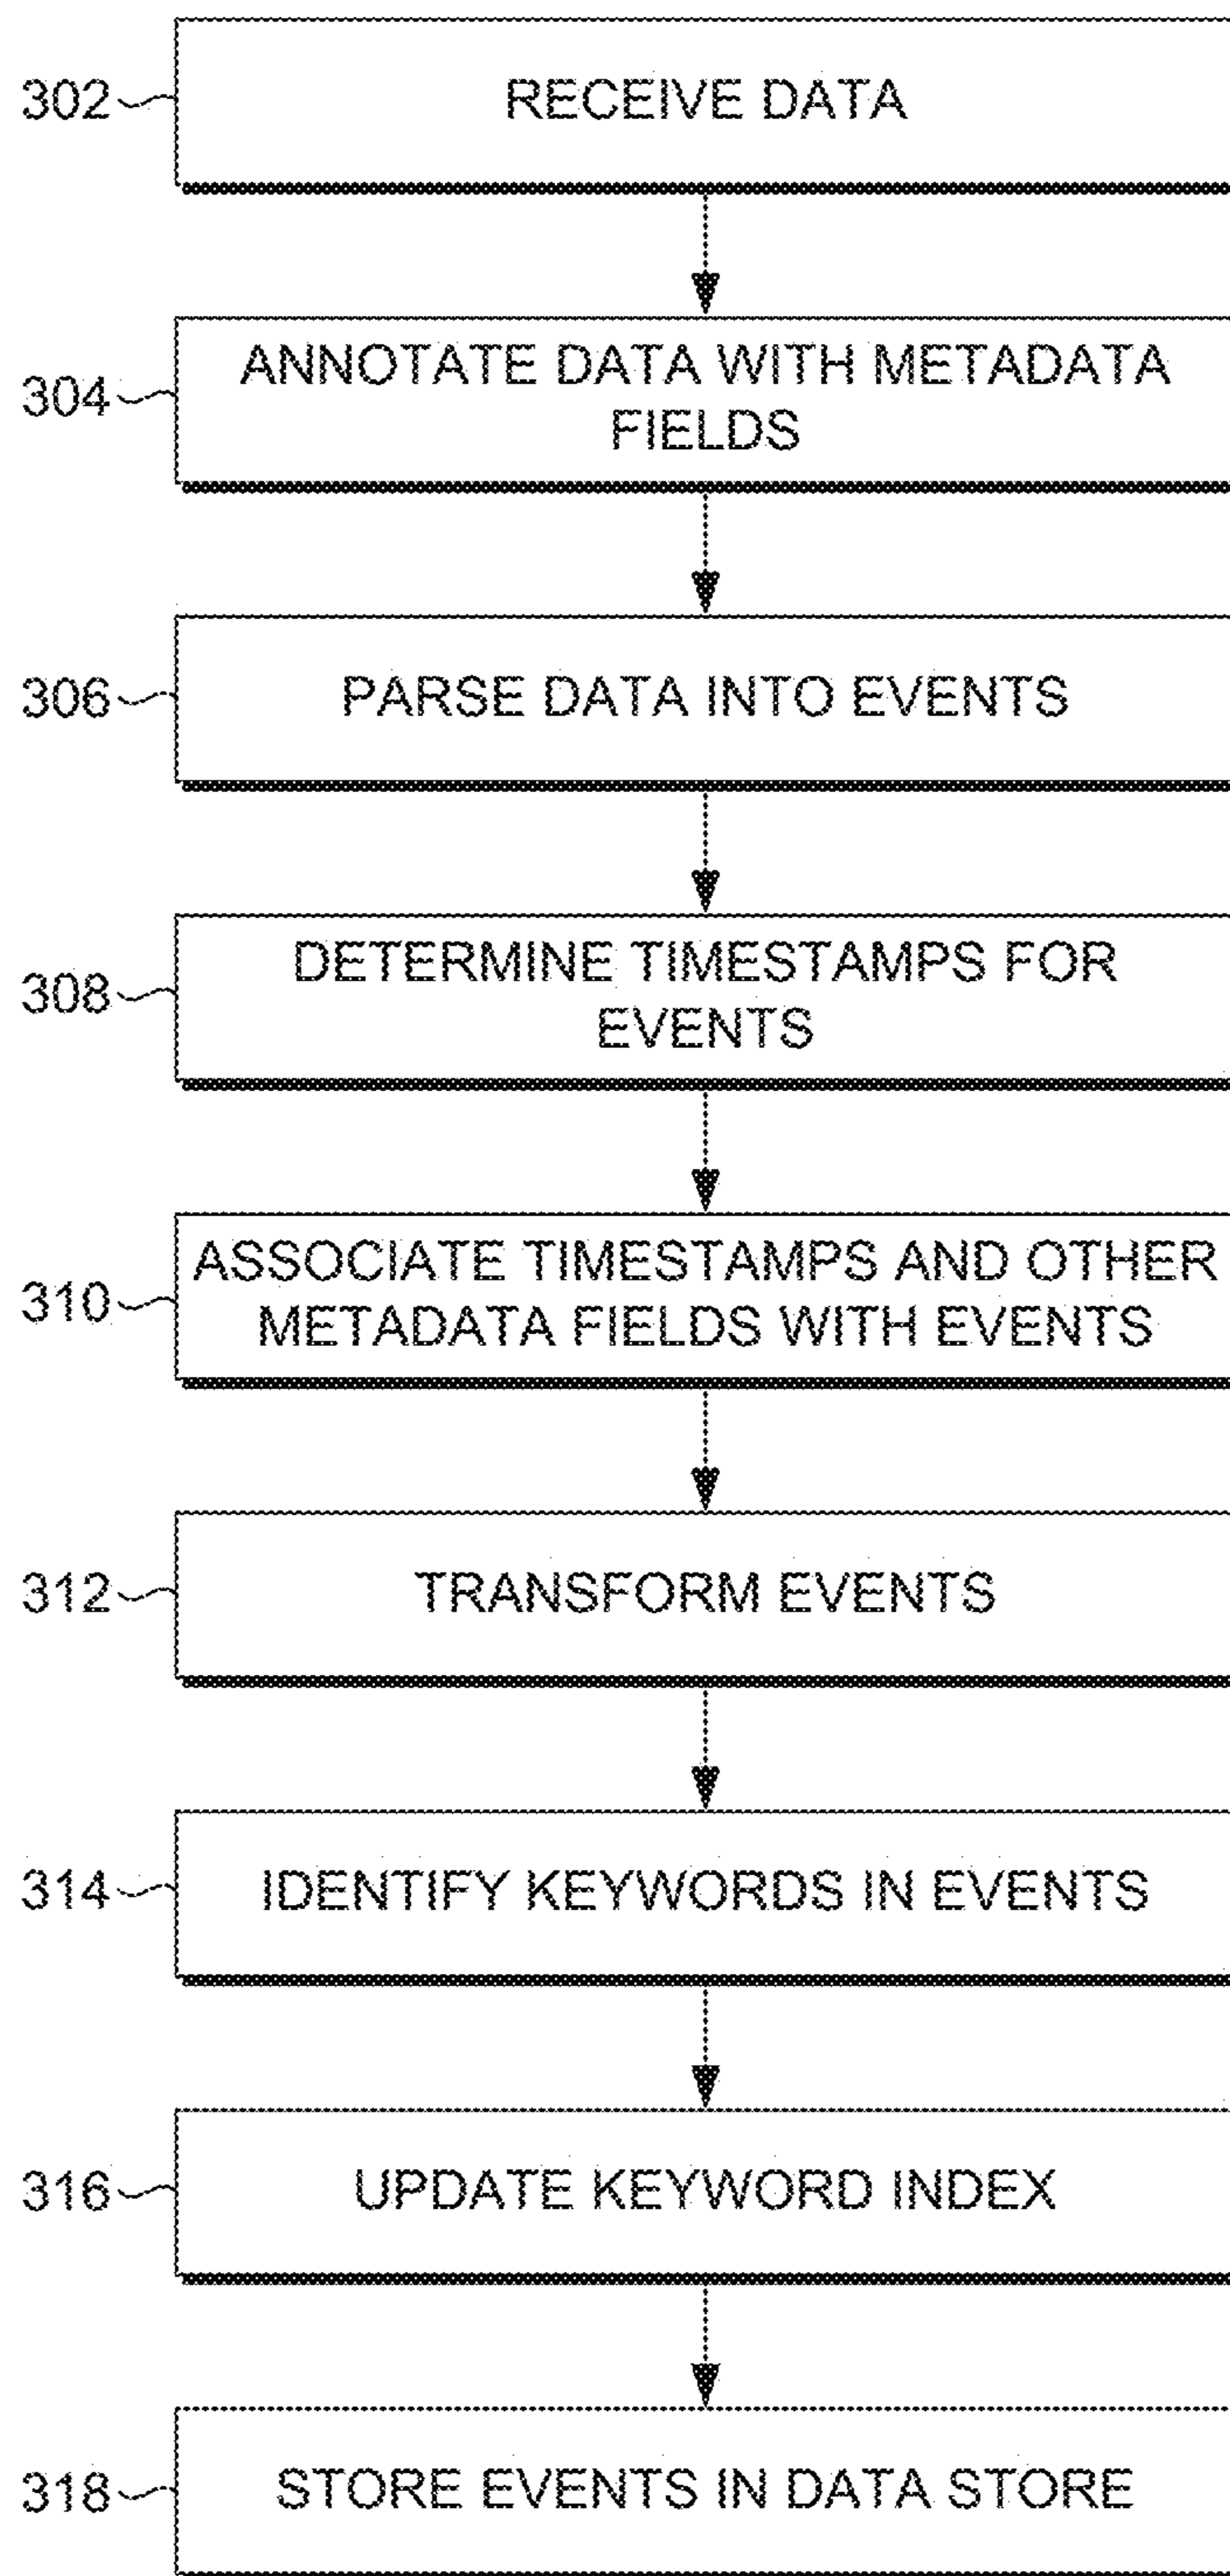 302
RECEIVE DATA
304
ANNOTATE DATA WITH METADATA
FIELDS
306
PARSE DATA INTO EVENTS
308
DETERMINE TIMESTAMPS FOR
EVENTS
310
ASSOCIATE TIMESTAMPS AND OTHER
METADATA FIELDS WITH EVENTS
312
TRANSFORM EVENTS
314
IDENTIFY KEYWORDS IN EVENTS
316
UPDATE KEYWORD INDEX
318
STORE EVENTS IN DATA STORE